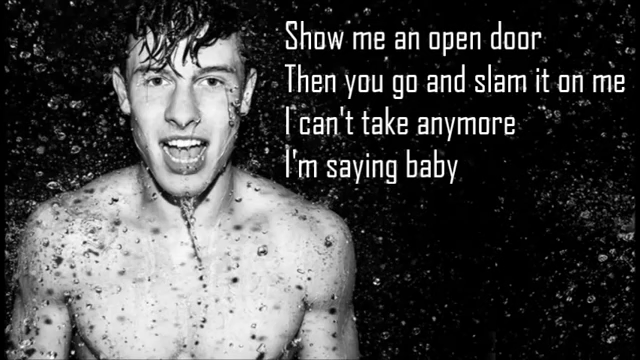 Show me an open door
Then you go and slam it on me
I can't take anymore
I'm saying baby